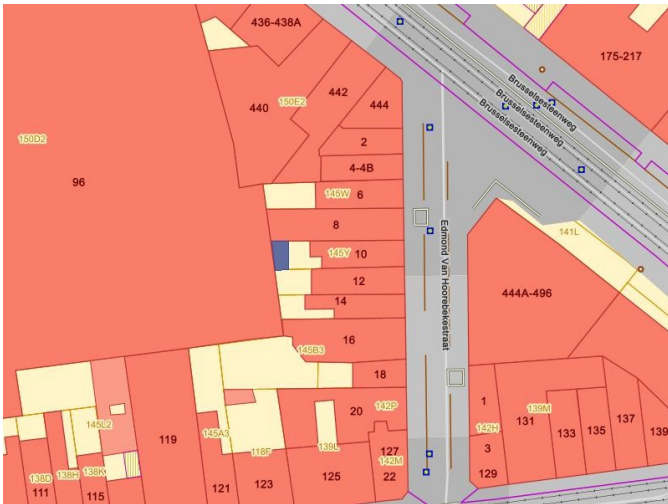 436-438A
175-217
442
440
150E2
444
Brusselsesteenweg
Brusselsesteenweg
Brusselsesteenweg
150D2
2
4-4B
96
145W
6
8
Edmond Van Hoorebekestraat
141L
145Y
10
12
444A-496
14
16
145B3
18
20
142P
1
139M
131
133
135
137
139
142H
3
129
145L2
119
145A3
118F
139L
127
142M
22
138D
138H
138K
111
115
121
123
125